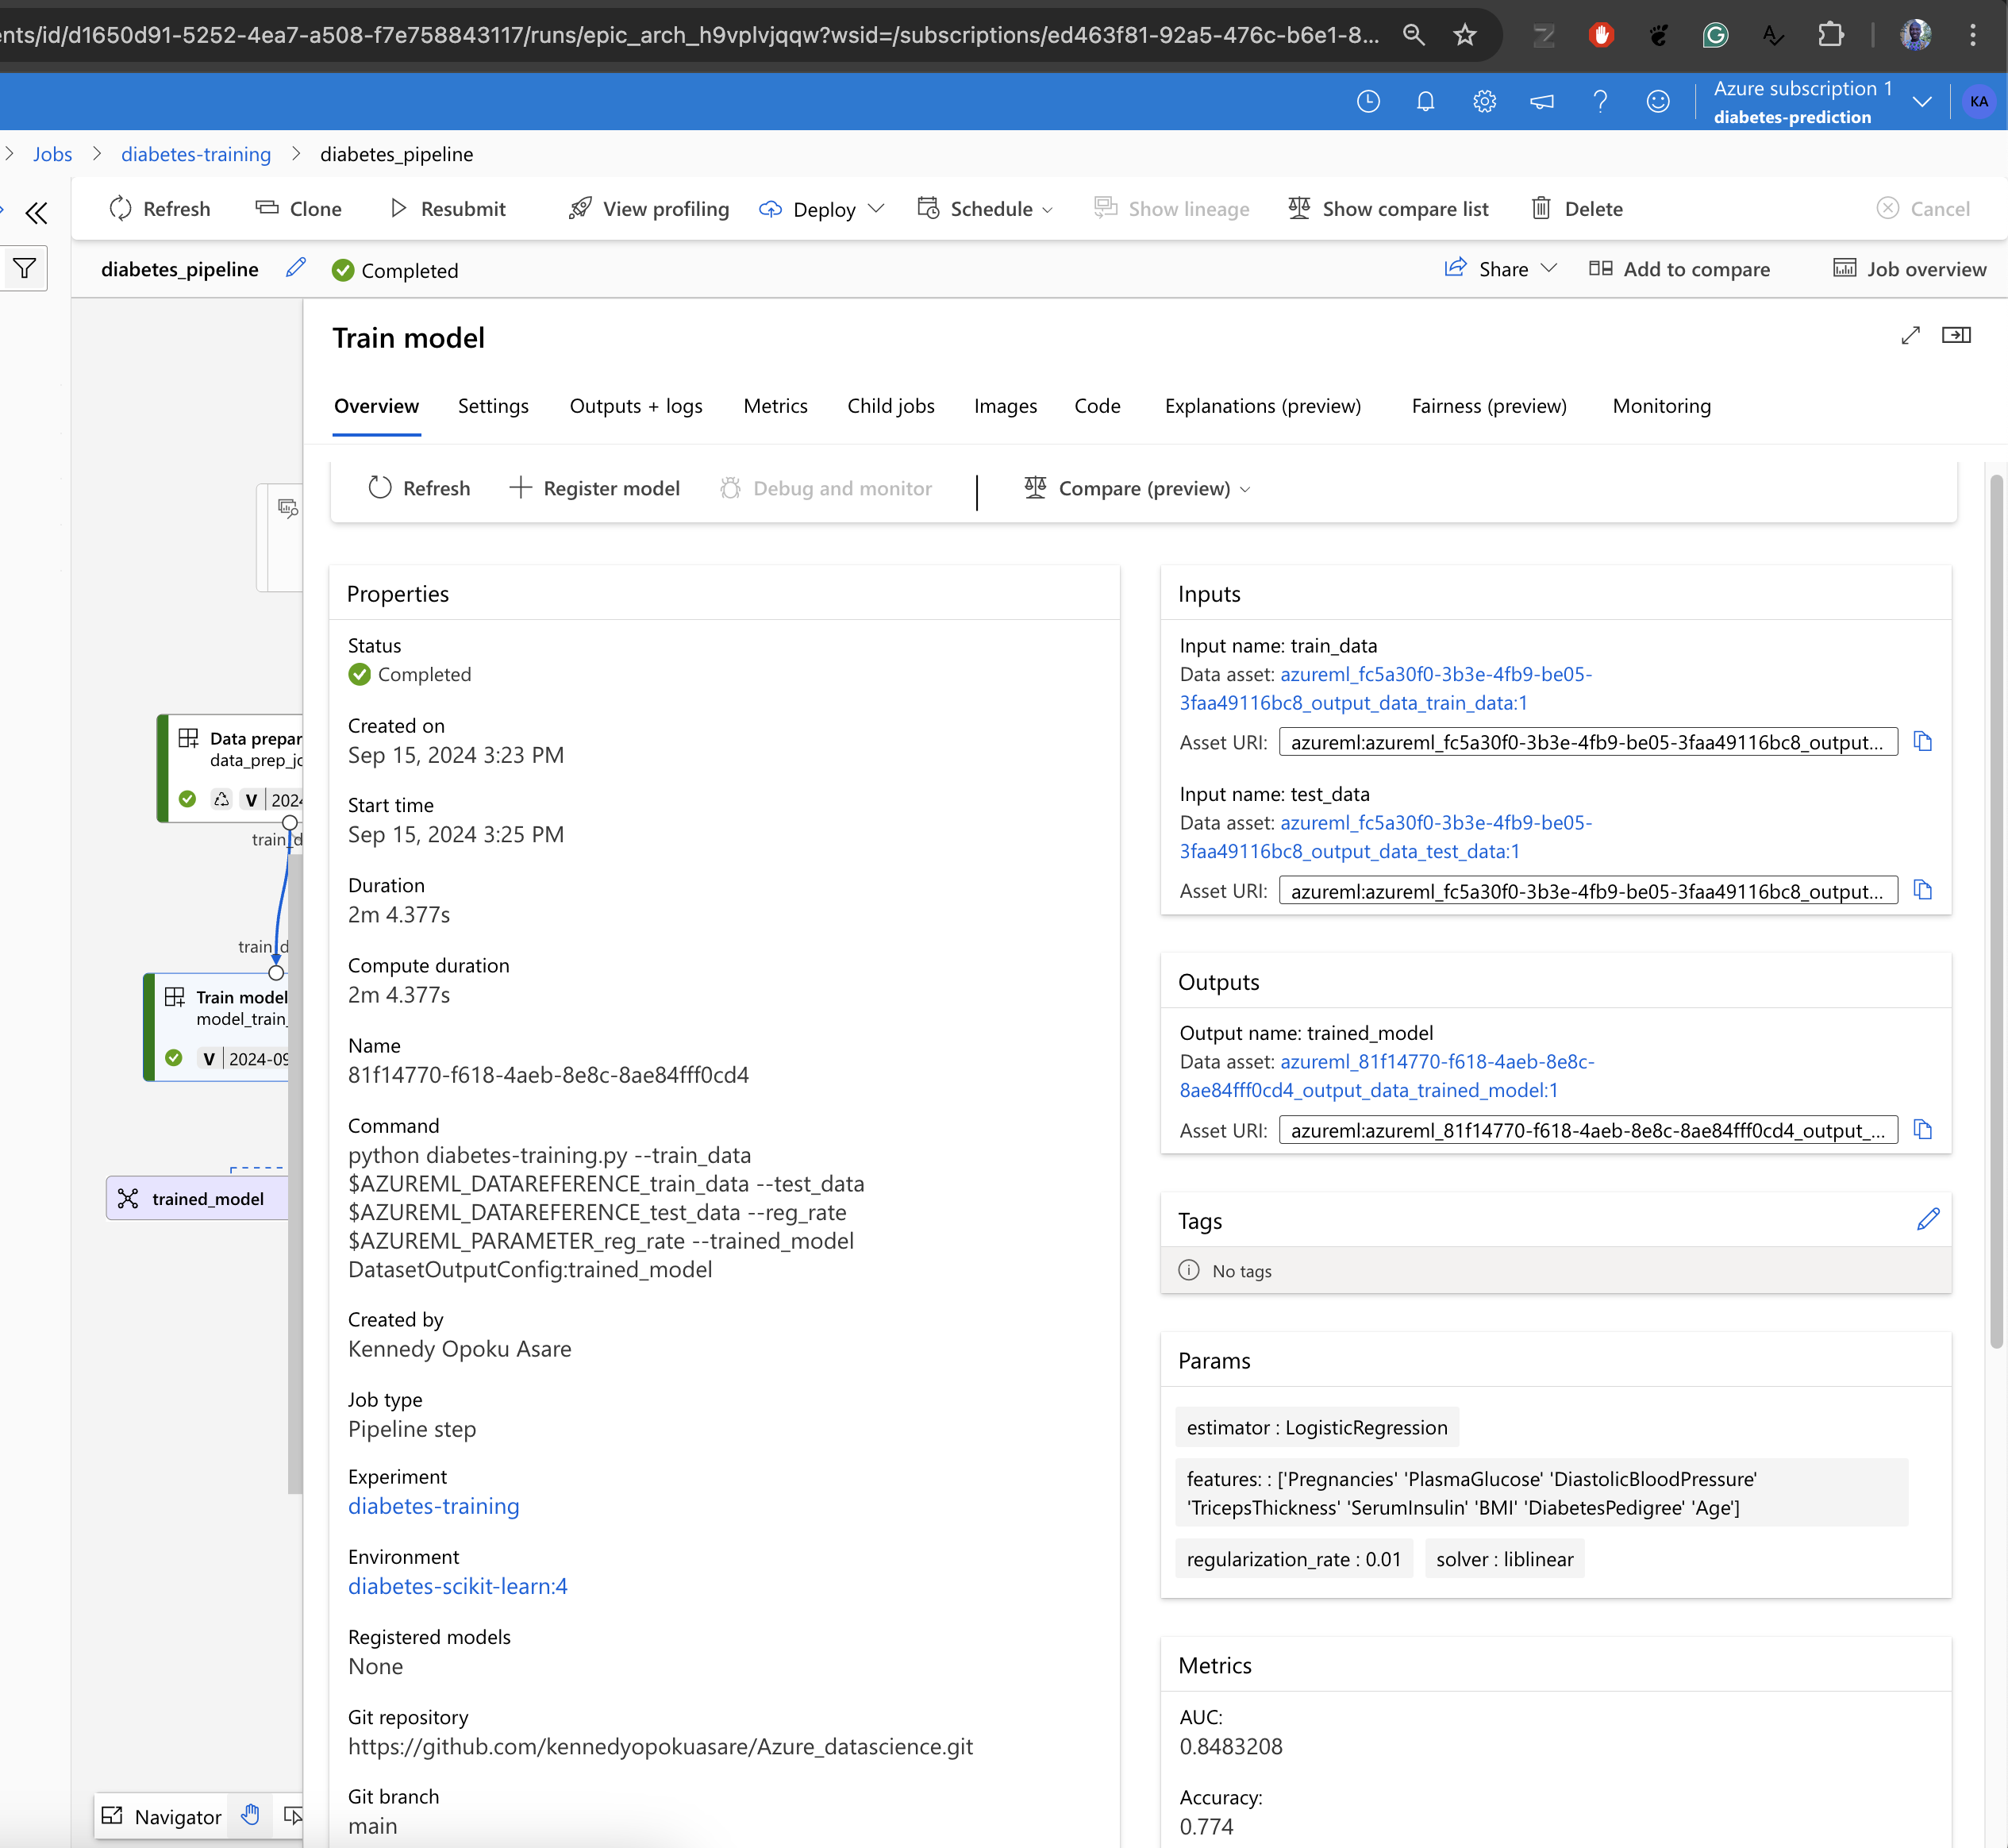 nts/id/d1650d91-5252-4ea7-a508-f7e758843117/runs/epic_arch_h9vplvjqqw?wsid=/subscriptions/ed463f81-92a5-476c-b6e1-8...
Azure subscription 1
diabetes-prediction
KA
Jobs > diabetes-training > diabetes_pipeline
Refresh Clone Resubmit View profiling Deploy Schedule Show lineage Show compare list Delete Cancel
diabetes_pipeline Completed Share Add to compare Job overview
Train model
Overview Settings Outputs + logs Metrics Child jobs Images Code Explanations (preview) Fairness (preview) Monitoring
Refresh Register model Debug and monitor Compare (preview)
Data prepar
data_prep_jo
V 2024
train_d
train_d
Train model
model_train_
V 2024-09
trained_model
Navigator
Properties
Status
Completed
Created on
Sep 15, 2024 3:23 PM
Start time
Sep 15, 2024 3:25 PM
Duration
2m 4.377s
Compute duration
2m 4.377s
Name
81f14770-f618-4aeb-8e8c-8ae84fff0cd4
Command
python diabetes-training.py --train_data
$AZUREML_DATAREFERENCE_train_data --test_data
$AZUREML_DATAREFERENCE_test_data --reg_rate
$AZUREML_PARAMETER_reg_rate --trained_model
DatasetOutputConfig:trained_model
Created by
Kennedy Opoku Asare
Job type
Pipeline step
Experiment
diabetes-training
Environment
diabetes-scikit-learn:4
Registered models
None
Git repository
https://github.com/kennedyopokuasare/Azure_datascience.git
Git branch
main
Inputs
Input name: train_data
Data asset: azureml_fc5a30f0-3b3e-4fb9-be05-
3faa49116bc8_output_data_train_data:1
Asset URI: azureml:azureml_fc5a30f0-3b3e-4fb9-be05-3faa49116bc8_output...
Input name: test_data
Data asset: azureml_fc5a30f0-3b3e-4fb9-be05-
3faa49116bc8_output_data_test_data:1
Asset URI: azureml:azureml_fc5a30f0-3b3e-4fb9-be05-3faa49116bc8_output...
Outputs
Output name: trained_model
Data asset: azureml_81f14770-f618-4aeb-8e8c-
8ae84fff0cd4_output_data_trained_model:1
Asset URI: azureml:azureml_81f14770-f618-4aeb-8e8c-8ae84fff0cd4_output_...
Tags
No tags
Params
estimator : LogisticRegression
features: : ['Pregnancies' 'PlasmaGlucose' 'DiastolicBloodPressure'
'TricepsThickness' 'SerumInsulin' 'BMI' 'DiabetesPedigree' 'Age']
regularization_rate : 0.01 solver : liblinear
Metrics
AUC:
0.8483208
Accuracy:
0.774